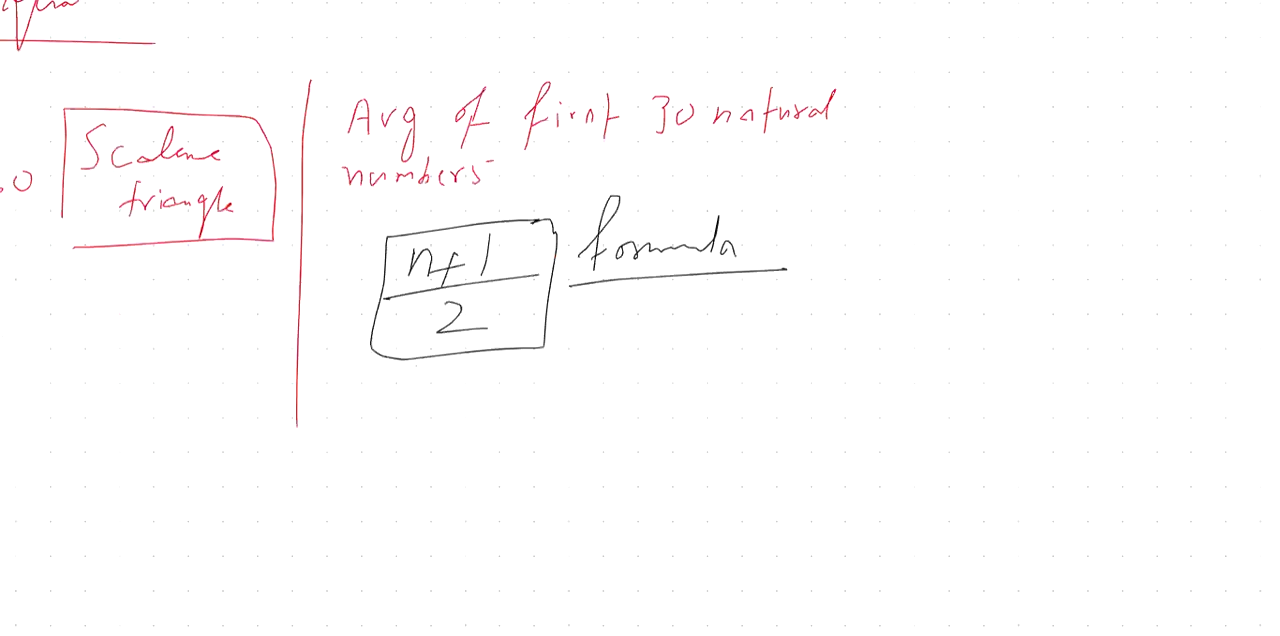 Scalene
triangle
Avg of first 30 natural
numbers
n+1
2
formula